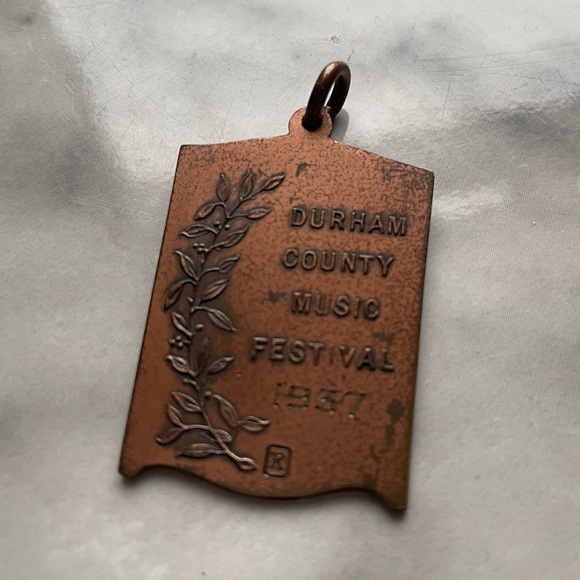 DURHAM
COUNTY
MUSIC
FESTIVAL
1937